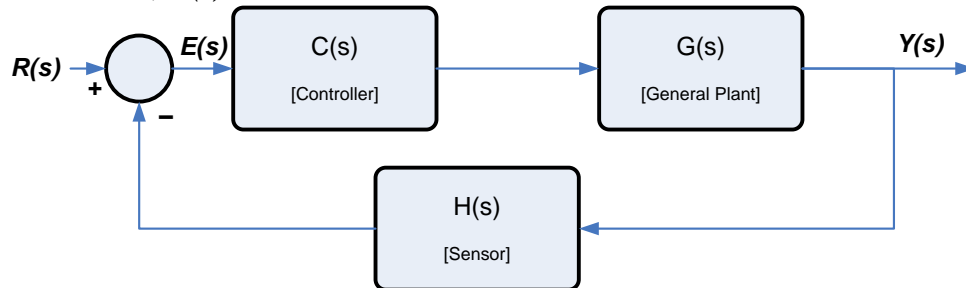 R(s)
+
−
E(s)
C(s)
[Controller]
G(s)
[General Plant]
Y(s)
H(s)
[Sensor]